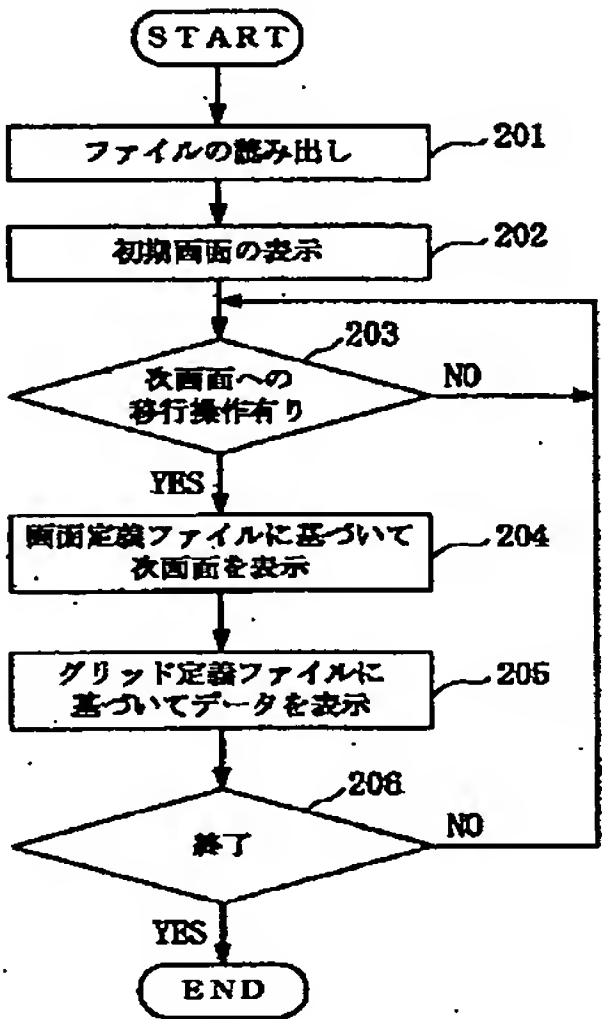 START
ファイルの読み出し
201
初期画面の表示
202
203
次画面への
移行操作有り
NO
YES
画面定義ファイルに基づいて
次画面を表示
204
グリッド定義ファイルに
基づいてデータを表示
205
206
終了
NO
YES
END